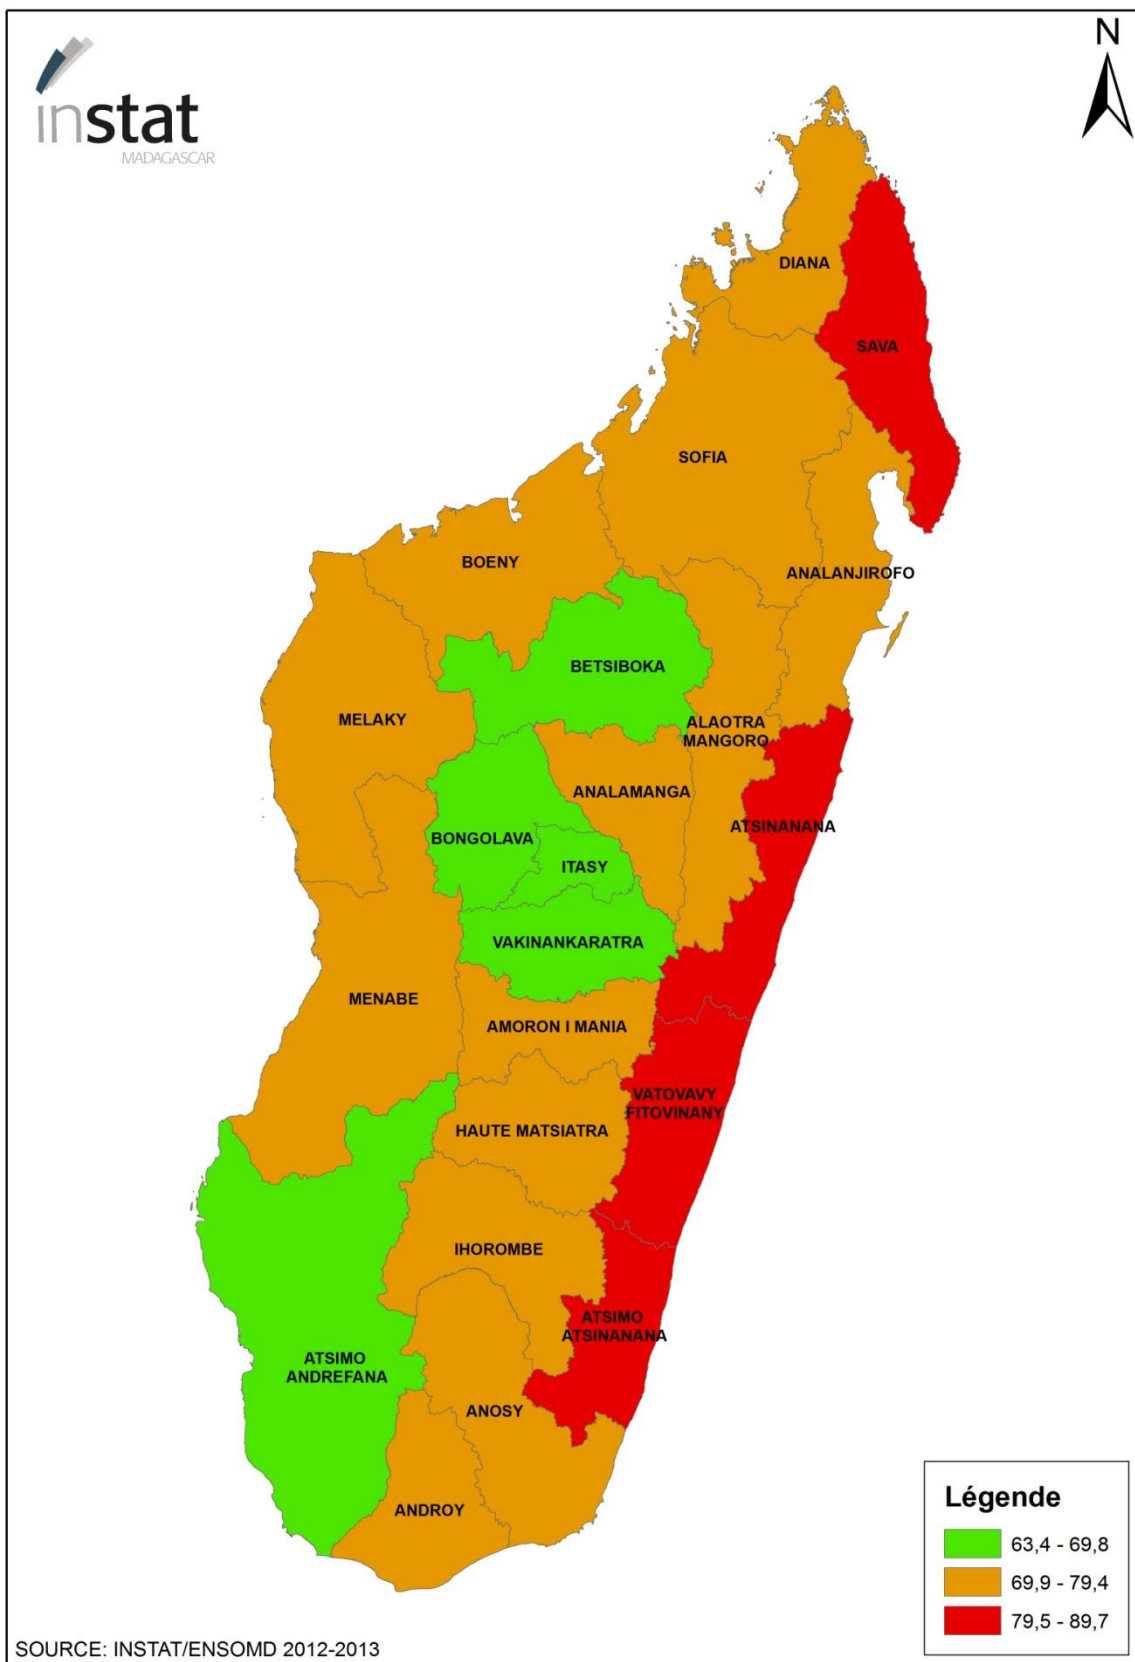 instat
MADAGASCAR
N
DIANA
SAVA
SOFIA
BOENY
ANALANJIROFO
BETSIBOKA
MELAKY
ALAOTRA
MANGORO
ANALAMANGA
ATSINANANA
BONGOLAVA
ITASY
VAKINANKARATRA
MENABE
AMORON I MANIA
VATOVAVY
FITOVINANY
HAUTE MATSIATRA
IHOROMBE
ATSIMO
ATSINANANA
ATSIMO
ANDREFANA
ANOSY
ANDROY
Légende
63,4 - 69,8
69,9 - 79,4
79,5 - 89,7
SOURCE: INSTAT/ENSOMD 2012-2013